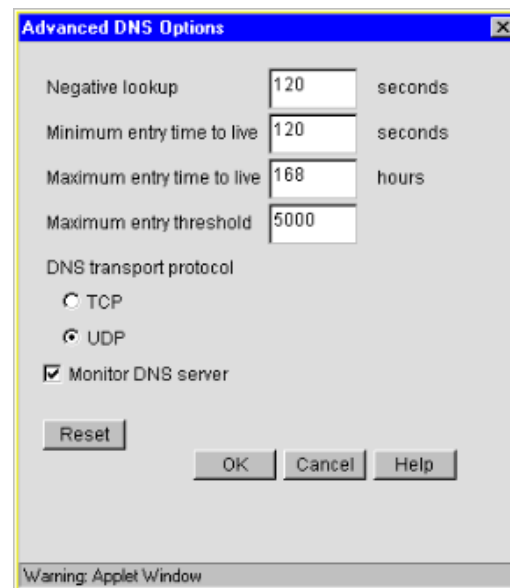 Advanced DNS Options
Negative lookup 120 seconds
Minimum entry time to live 120 seconds
Maximum entry time to live 168 hours
Maximum entry threshold 5000
DNS transport protocol
TCP
UDP
Monitor DNS server
Reset
OK Cancel Help
Warning: Applet Window